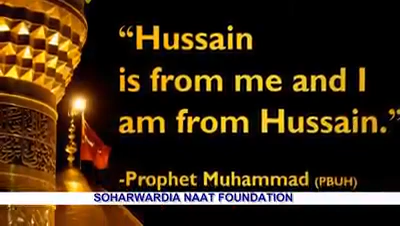 “Hussain
is from me and I
am from Hussain.”
-Prophet Muhammad (PBUH)
SOHARWARDIA NAAT FOUNDATION